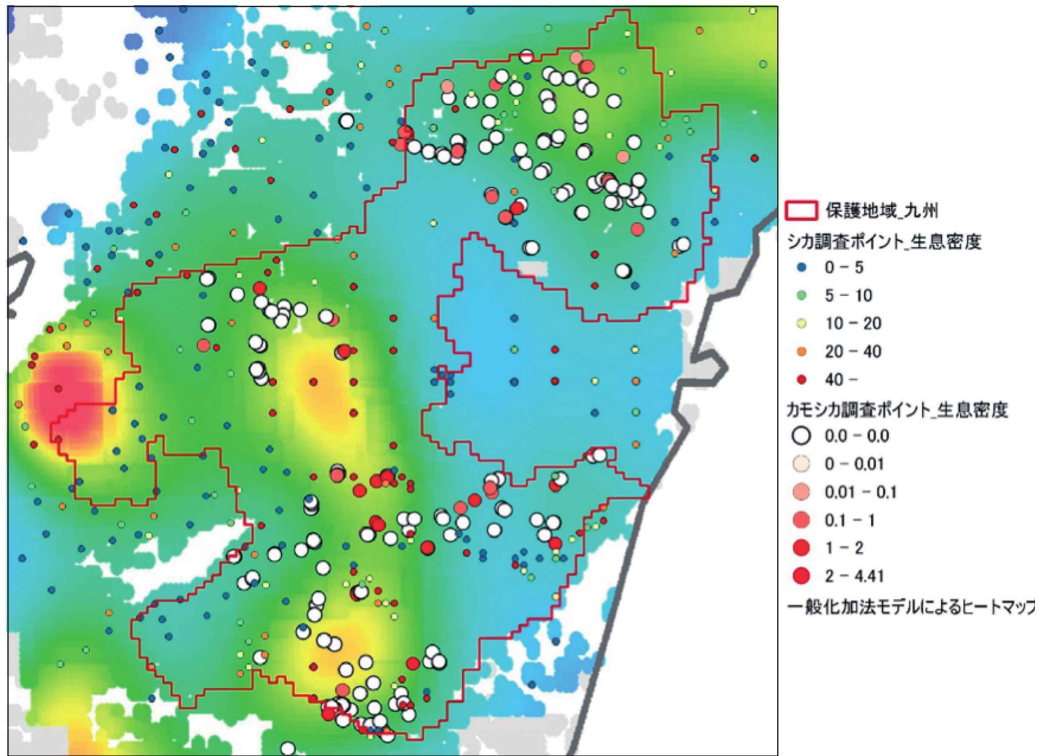 保護地域_九州
シカ調査ポイント_生息密度
0 - 5
5 - 10
10 - 20
20 - 40
40 -
カモシカ調査ポイント_生息密度
0.0 - 0.0
0 - 0.01
0.01 - 0.1
0.1 - 1
1 - 2
2 - 4.41
一般化加法モデルによるヒートマップ